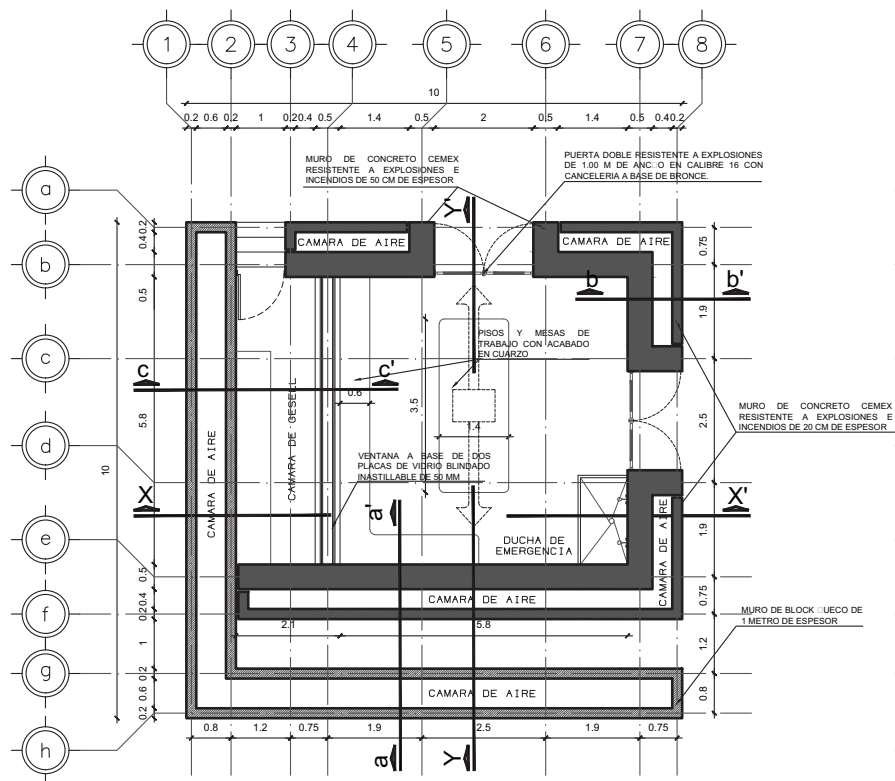 1 2 3 4 5 6 7 8
10
0.2 0.6 0.2 1 0.2 0.4 0.5 1.4 0.5 2 0.5 1.4 0.5 0.4 0.2
MURO DE CONCRETO CEMEX
RESISTENTE A EXPLOSIONES E
INCENDIOS DE 50 CM DE ESPESOR
PUERTA DOBLE RESISTENTE A EXPLOSIONES
DE 1.00 M DE ANC□O EN CALIBRE 16 CON
CANCELERIA A BASE DE BRONCE.
a
b
c
d
e
f
g
h
10
0.2
0.4
0.5
5.8
0.5
0.4
0.2
1
0.2
0.6
0.2
Y'
CAMARA DE AIRE
CAMARA DE AIRE
0.75
1.9
2.5
1.9
0.75
1.2
0.8
b b'
PISOS Y MESAS DE
TRABAJO CON ACABADO
EN CUARZO
c c'
0.6
3.5
1.4
CAMARA DE GESELL
CAMARA DE AIRE
MURO DE CONCRETO CEMEX
RESISTENTE A EXPLOSIONES E
INCENDIOS DE 20 CM DE ESPESOR
VENTANA A BASE DE DOS
PLACAS DE VIDRIO BLINDADO
INASTILLABLE DE 50 MM
X X'
a'
DUCHA DE
EMERGENCIA
CAMARA DE AIRE
CAMARA DE AIRE
MURO DE BLOCK □UECO DE
1 METRO DE ESPESOR
2.1 5.8
CAMARA DE AIRE
0.8 1.2 0.75 1.9 2.5 1.9 0.75
a Y